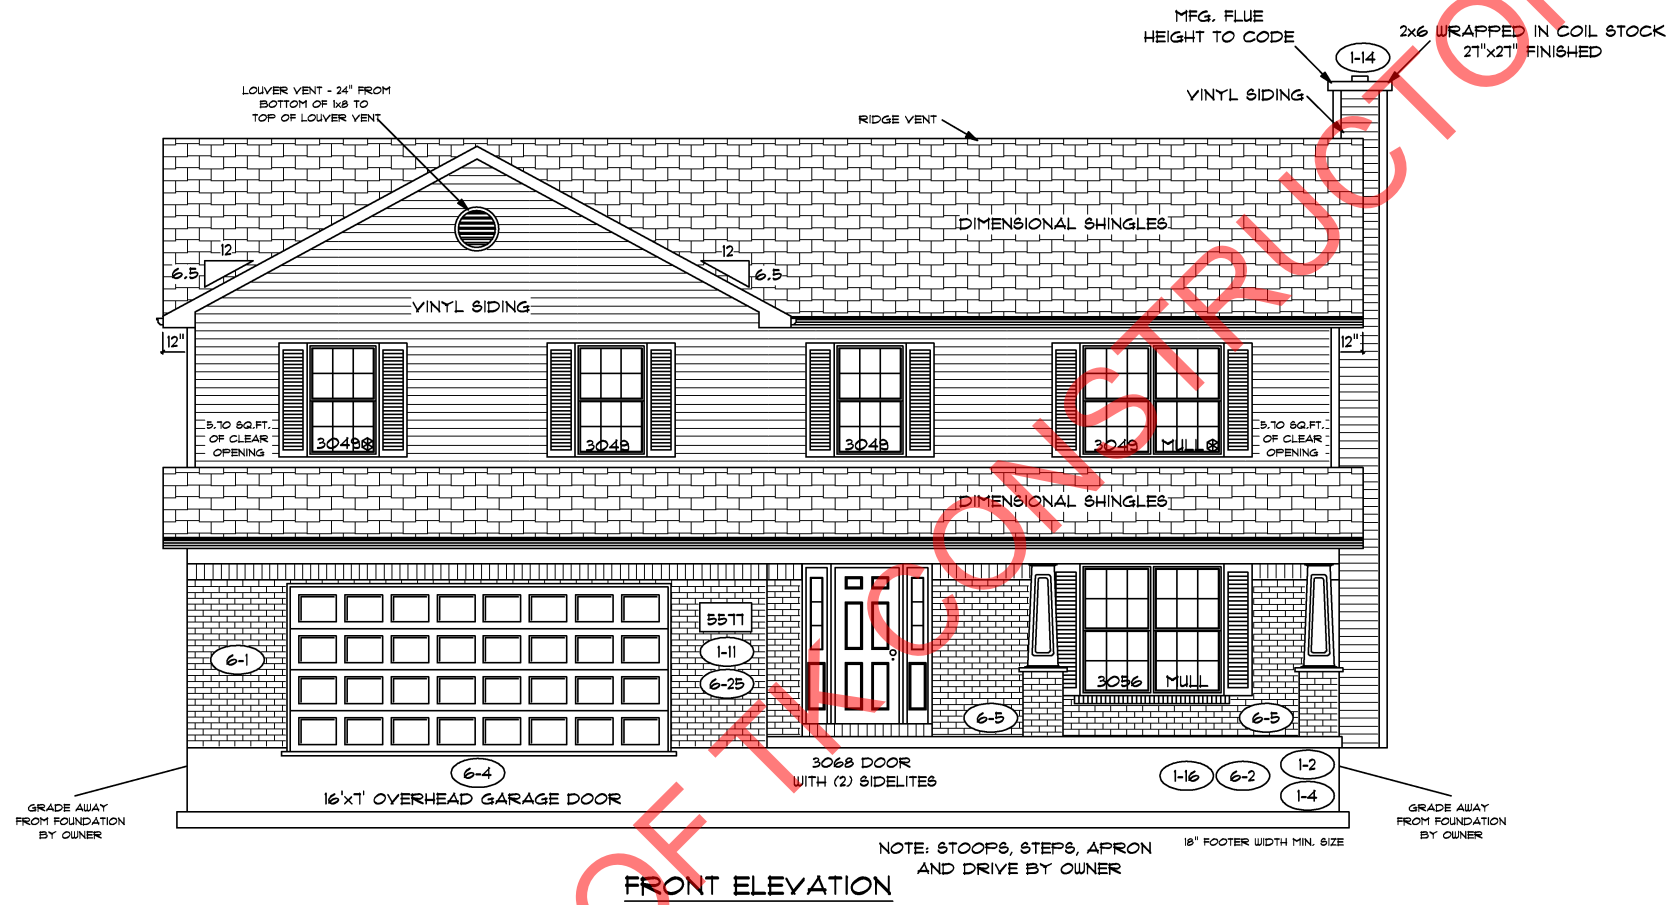 MFG. FLUE
HEIGHT TO CODE
2x6 WRAPPED IN COIL STOCK
27"x27" FINISHED
1-14
VINYL SIDING
LOUVER VENT - 24" FROM
BOTTOM OF 1x8 TO
TOP OF LOUVER VENT
RIDGE VENT
DIMENSIONAL SHINGLES
12
6.5
12
6.5
VINYL SIDING
12"
12"
5.70 SQ.FT.
OF CLEAR
OPENING
3049
3049
3049
3049 MULL
5.70 SQ.FT.
OF CLEAR
OPENING
DIMENSIONAL SHINGLES
5577
1-11
6-25
6-1
3056 MULL
6-5
6-5
6-4
16'x7' OVERHEAD GARAGE DOOR
3068 DOOR
WITH (2) SIDELITES
1-16
6-2
1-2
1-4
GRADE AWAY
FROM FOUNDATION
BY OWNER
GRADE AWAY
FROM FOUNDATION
BY OWNER
18" FOOTER WIDTH MIN. SIZE
NOTE: STOOPS, STEPS, APRON
AND DRIVE BY OWNER
FRONT ELEVATION
OF TK CONSTRUCTO